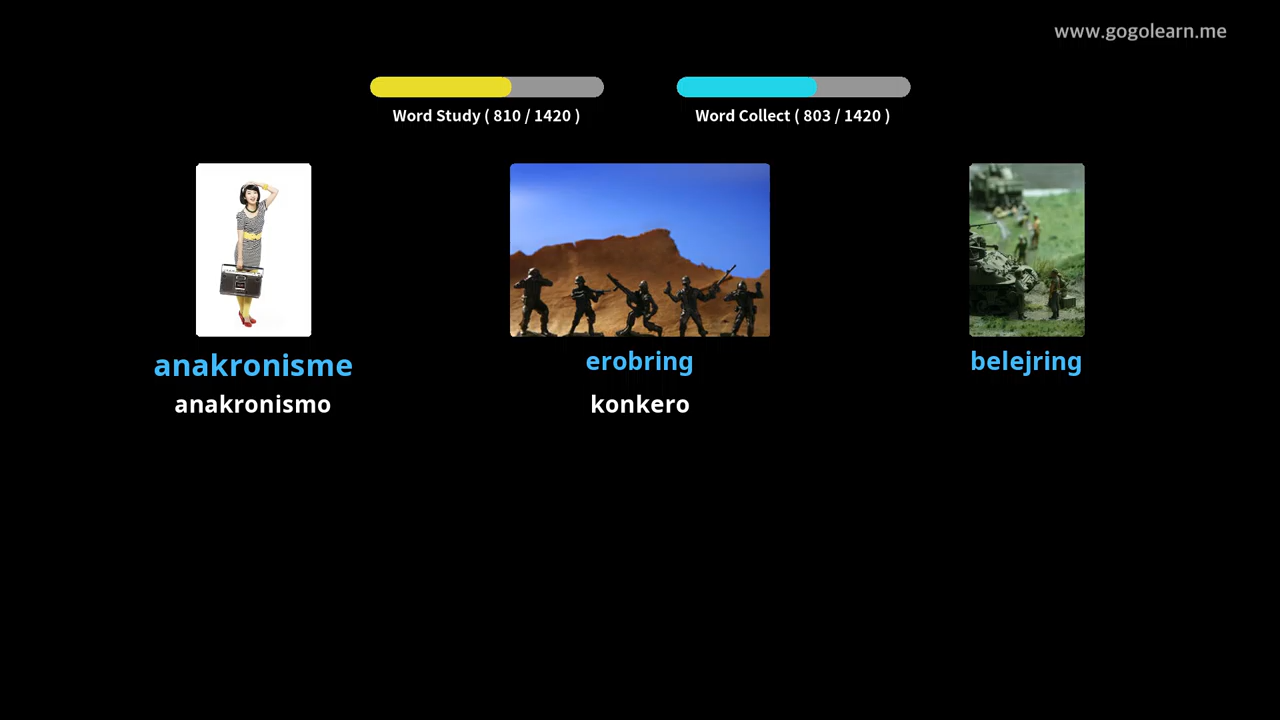 www.gogolearn.me
Word Study ( 810 / 1420 )
Word Collect ( 803 / 1420 )
anakronisme
anakronismo
erobring
konkero
belejring